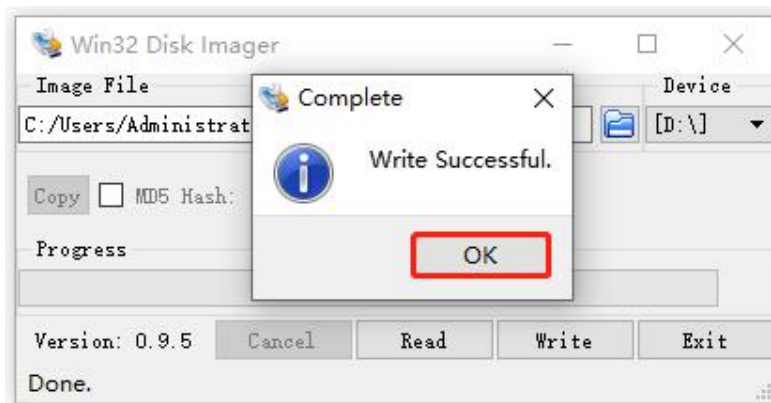 Win32 Disk Imager
Image File
Device
C:/Users/Administrat
[D:\]
Complete
Write Successful.
OK
Copy
MD5 Hash:
Progress
Version: 0.9.5
Cancel
Read
Write
Exit
Done.